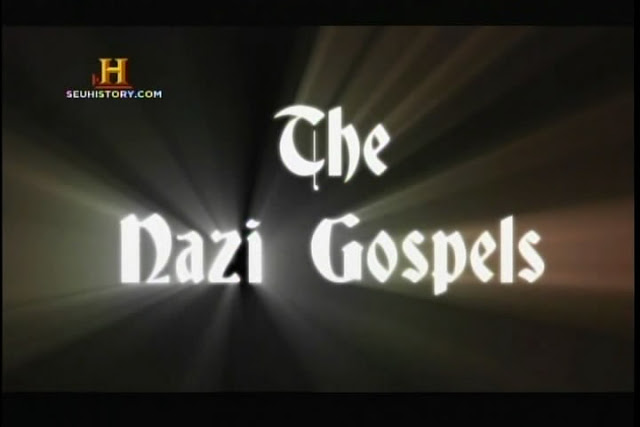 H
SEUHISTORY.COM
The
Nazi Gospels